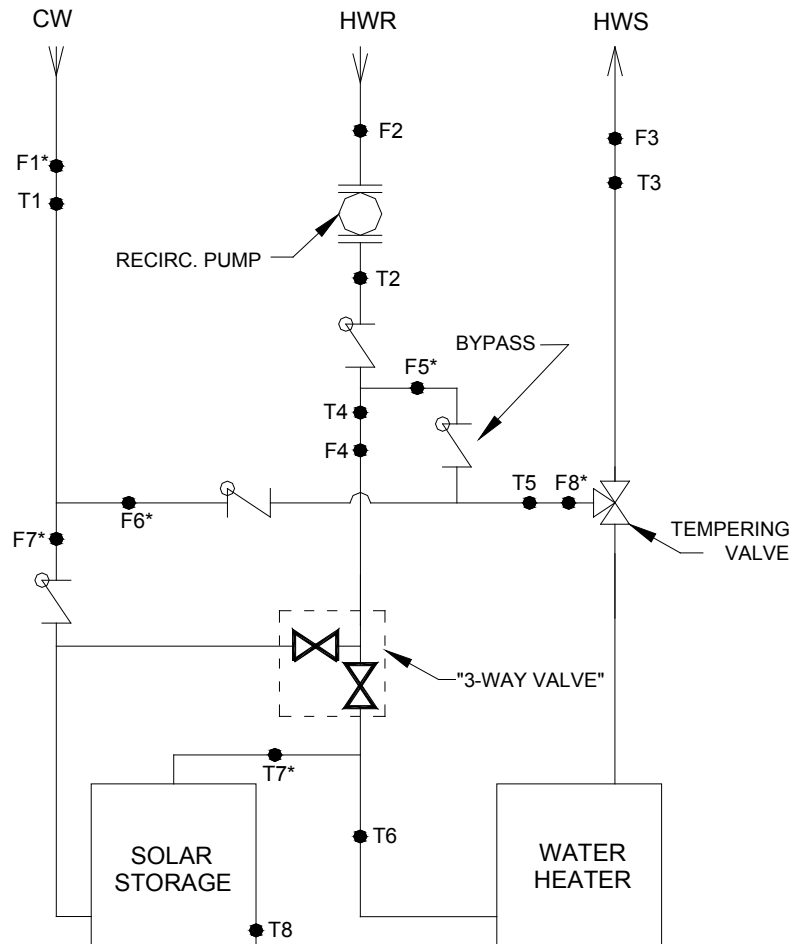 CW
HWR
HWS
F2
F3
F1*
T3
T1
RECIRC. PUMP
T2
BYPASS
F5*
T4
F4
T5
F8*
F6*
TEMPERING
VALVE
F7*
"3-WAY VALVE"
T7*
T6
SOLAR
STORAGE
WATER
HEATER
T8